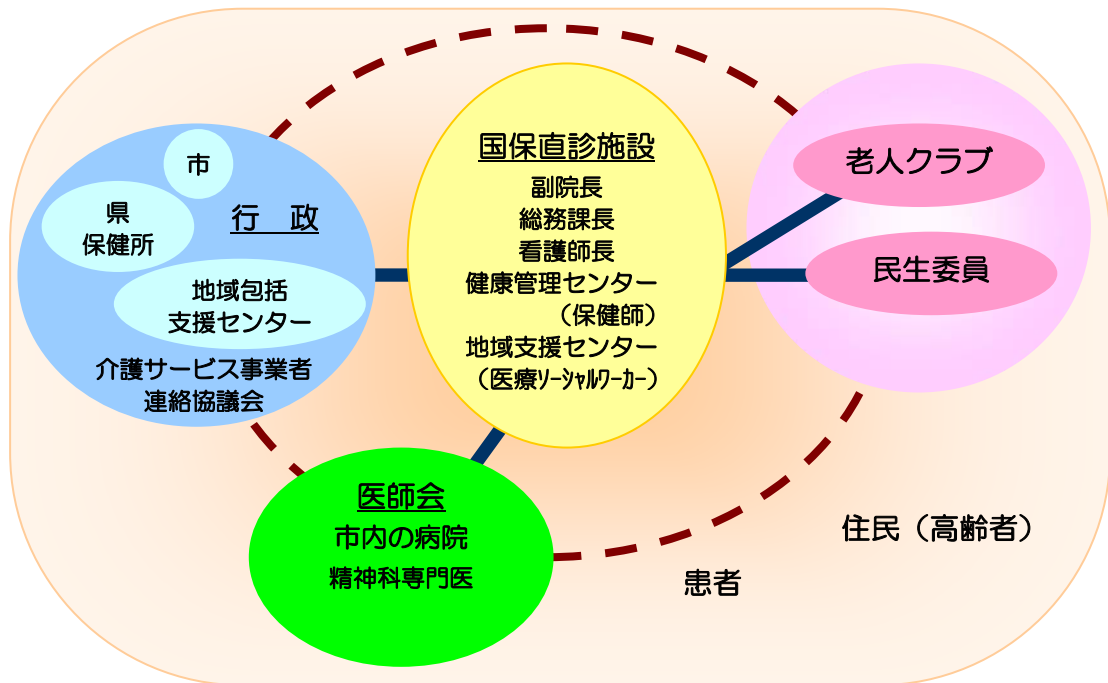 市
県
保健所
行　政
地域包括
支援センター
介護サービス事業者
連絡協議会
国保直診施設
副院長
総務課長
看護師長
健康管理センター
（保健師）
地域支援センター
（医療ｿｰｼｬﾙﾜｰｶｰ）
老人クラブ
民生委員
医師会
市内の病院
精神科専門医
住民（高齢者）
患者